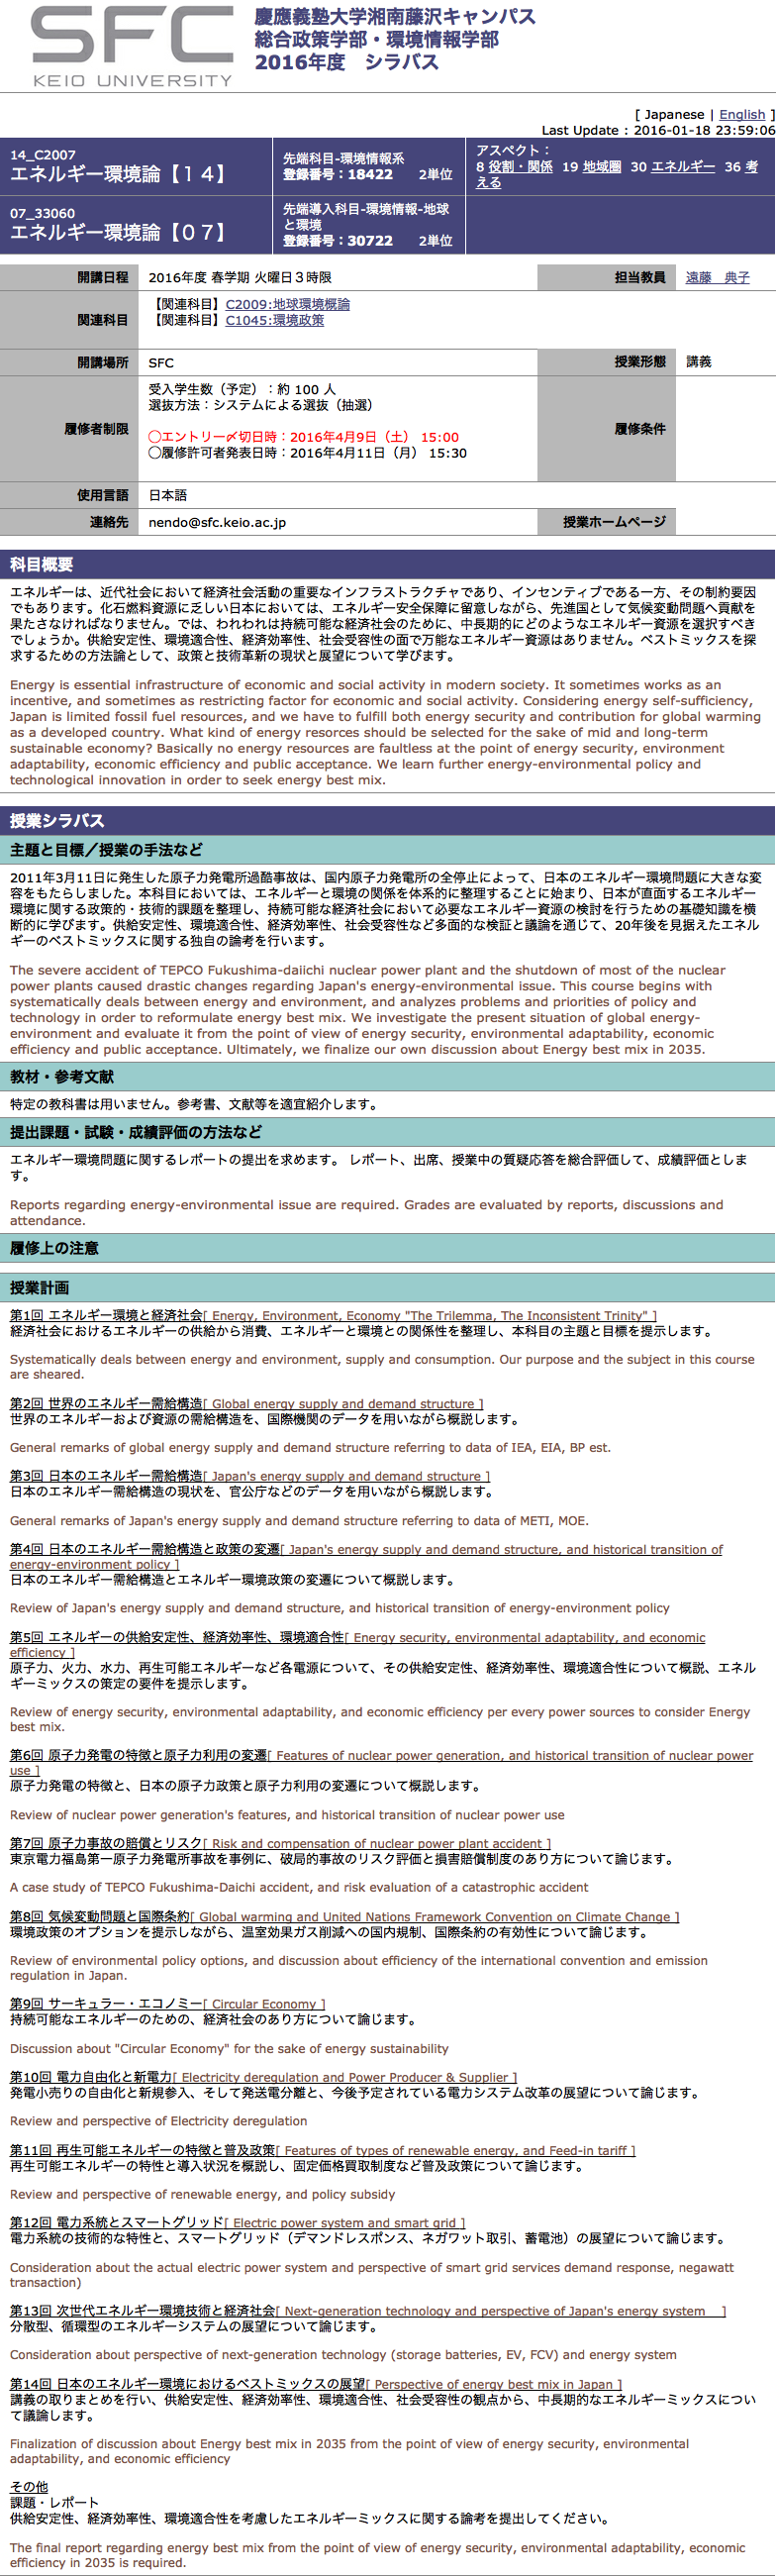 SFC
KEIO UNIVERSITY
慶應義塾大学湘南藤沢キャンパス
総合政策学部・環境情報学部
2016年度　シラバス
[ Japanese | English ]
Last Update : 2016-01-18 23:59:06
14_C2007
エネルギー環境論【１４】
先端科目-環境情報系
登録番号：18422　　2単位
アスペクト：
8 役割・関係　19 地域圏　30 エネルギー　36 考
える
07_33060
エネルギー環境論【０７】
先端導入科目-環境情報-地球
と環境
登録番号：30722　　2単位
開講日程　2016年度 春学期 火曜日３時限　担当教員　遠藤　典子
関連科目
【関連科目】C2009:地球環境概論
【関連科目】C1045:環境政策
開講場所　SFC　授業形態　講義
履修者制限
受入学生数（予定）：約 100 人
選抜方法：システムによる選抜（抽選）
◯エントリー〆切日時：2016年4月9日（土） 15:00
◯履修許可者発表日時：2016年4月11日（月） 15:30
履修条件
使用言語　日本語
連絡先　nendo@sfc.keio.ac.jp　授業ホームページ
科目概要
エネルギーは、近代社会において経済社会活動の重要なインフラストラクチャであり、インセンティブである一方、その制約要因
でもあります。化石燃料資源に乏しい日本においては、エネルギー安全保障に留意しながら、先進国として気候変動問題へ貢献を
果たさなければなりません。では、われわれは持続可能な経済社会のために、中長期的にどのようなエネルギー資源を選択すべき
でしょうか。供給安定性、環境適合性、経済効率性、社会受容性の面で万能なエネルギー資源はありません。ベストミックスを探
求するための方法論として、政策と技術革新の現状と展望について学びます。
Energy is essential infrastructure of economic and social activity in modern society. It sometimes works as an
incentive, and sometimes as restricting factor for economic and social activity. Considering energy self-sufficiency,
Japan is limited fossil fuel resources, and we have to fulfill both energy security and contribution for global warming
as a developed country. What kind of energy resorces should be selected for the sake of mid and long-term
sustainable economy? Basically no energy resources are faultless at the point of energy security, environment
adaptability, economic efficiency and public acceptance. We learn further energy-environmental policy and
technological innovation in order to seek energy best mix.
授業シラバス
主題と目標／授業の手法など
2011年3月11日に発生した原子力発電所過酷事故は、国内原子力発電所の全停止によって、日本のエネルギー環境問題に大きな変
容をもたらしました。本科目においては、エネルギーと環境の関係を体系的に整理することに始まり、日本が直面するエネルギー
環境に関する政策的・技術的課題を整理し、持続可能な経済社会において必要なエネルギー資源の検討を行うための基礎知識を横
断的に学びます。供給安定性、環境適合性、経済効率性、社会受容性など多面的な検証と議論を通じて、20年後を見据えたエネル
ギーのベストミックスに関する独自の論考を行います。
The severe accident of TEPCO Fukushima-daiichi nuclear power plant and the shutdown of most of the nuclear
power plants caused drastic changes regarding Japan's energy-environmental issue. This course begins with
systematically deals between energy and environment, and analyzes problems and priorities of policy and
technology in order to reformulate energy best mix. We investigate the present situation of global energy-
environment and evaluate it from the point of view of energy security, environmental adaptability, economic
efficiency and public acceptance. Ultimately, we finalize our own discussion about Energy best mix in 2035.
教材・参考文献
特定の教科書は用いません。参考書、文献等を適宜紹介します。
提出課題・試験・成績評価の方法など
エネルギー環境問題に関するレポートの提出を求めます。 レポート、出席、授業中の質疑応答を総合評価して、成績評価としま
す。
Reports regarding energy-environmental issue are required. Grades are evaluated by reports, discussions and
attendance.
履修上の注意
授業計画
第1回 エネルギー環境と経済社会[ Energy, Environment, Economy "The Trilemma, The Inconsistent Trinity" ]
経済社会におけるエネルギーの供給から消費、エネルギーと環境との関係性を整理し、本科目の主題と目標を提示します。
Systematically deals between energy and environment, supply and consumption. Our purpose and the subject in this course
are sheared.
第2回 世界のエネルギー需給構造[ Global energy supply and demand structure ]
世界のエネルギーおよび資源の需給構造を、国際機関のデータを用いながら概説します。
General remarks of global energy supply and demand structure referring to data of IEA, EIA, BP est.
第3回 日本のエネルギー需給構造[ Japan's energy supply and demand structure ]
日本のエネルギー需給構造の現状を、官公庁などのデータを用いながら概説します。
General remarks of Japan's energy supply and demand structure referring to data of METI, MOE.
第4回 日本のエネルギー需給構造と政策の変遷[ Japan's energy supply and demand structure, and historical transition of
energy-environment policy ]
日本のエネルギー需給構造とエネルギー環境政策の変遷について概説します。
Review of Japan's energy supply and demand structure, and historical transition of energy-environment policy
第5回 エネルギーの供給安定性、経済効率性、環境適合性[ Energy security, environmental adaptability, and economic
efficiency ]
原子力、火力、水力、再生可能エネルギーなど各電源について、その供給安定性、経済効率性、環境適合性について概説、エネル
ギーミックスの策定の要件を提示します。
Review of energy security, environmental adaptability, and economic efficiency per every power sources to consider Energy
best mix.
第6回 原子力発電の特徴と原子力利用の変遷[ Features of nuclear power generation, and historical transition of nuclear power
use ]
原子力発電の特徴と、日本の原子力政策と原子力利用の変遷について概説します。
Review of nuclear power generation's features, and historical transition of nuclear power use
第7回 原子力事故の賠償とリスク[ Risk and compensation of nuclear power plant accident ]
東京電力福島第一原子力発電所事故を事例に、破局的事故のリスク評価と損害賠償制度のあり方について論じます。
A case study of TEPCO Fukushima-Daichi accident, and risk evaluation of a catastrophic accident
第8回 気候変動問題と国際条約[ Global warming and United Nations Framework Convention on Climate Change ]
環境政策のオプションを提示しながら、温室効果ガス削減への国内規制、国際条約の有効性について論じます。
Review of environmental policy options, and discussion about efficiency of the international convention and emission
regulation in Japan.
第9回 サーキュラー・エコノミー[ Circular Economy ]
持続可能なエネルギーのための、経済社会のあり方について論じます。
Discussion about "Circular Economy" for the sake of energy sustainability
第10回 電力自由化と新電力[ Electricity deregulation and Power Producer & Supplier ]
発電小売りの自由化と新規参入、そして発送電分離と、今後予定されている電力システム改革の展望について論じます。
Review and perspective of Electricity deregulation
第11回 再生可能エネルギーの特徴と普及政策[ Features of types of renewable energy, and Feed-in tariff ]
再生可能エネルギーの特性と導入状況を概説し、固定価格買取制度など普及政策について論じます。
Review and perspective of renewable energy, and policy subsidy
第12回 電力系統とスマートグリッド[ Electric power system and smart grid ]
電力系統の技術的な特性と、スマートグリッド（デマンドレスポンス、ネガワット取引、蓄電池）の展望について論じます。
Consideration about the actual electric power system and perspective of smart grid services demand response, negawatt
transaction)
第13回 次世代エネルギー環境技術と経済社会[ Next-generation technology and perspective of Japan's energy system　 ]
分散型、循環型のエネルギーシステムの展望について論じます。
Consideration about perspective of next-generation technology (storage batteries, EV, FCV) and energy system
第14回 日本のエネルギー環境におけるベストミックスの展望[ Perspective of energy best mix in Japan ]
講義の取りまとめを行い、供給安定性、経済効率性、環境適合性、社会受容性の観点から、中長期的なエネルギーミックスについ
て議論します。
Finalization of discussion about Energy best mix in 2035 from the point of view of energy security, environmental
adaptability, and economic efficiency
その他
課題・レポート
供給安定性、経済効率性、環境適合性を考慮したエネルギーミックスに関する論考を提出してください。
The final report regarding energy best mix from the point of view of energy security, environmental adaptability, economic
efficiency in 2035 is required.